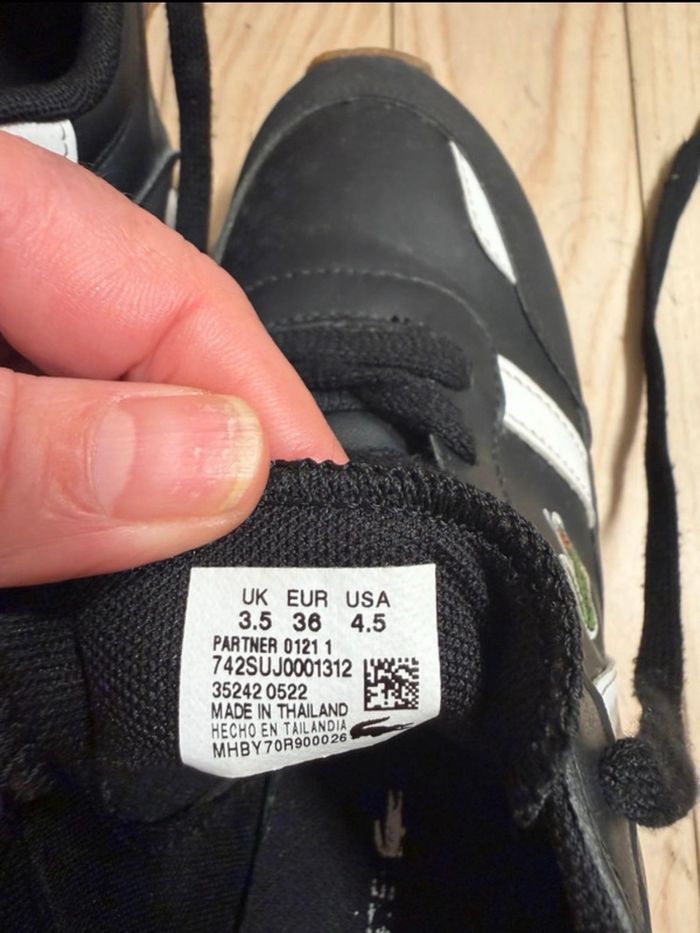 UK EUR USA
3.5 36 4.5
PARTNER 0121 1
742SUJ0001312
35242 0522
MADE IN THAILAND
HECHO EN TAILANDIA
MHBY70R900026